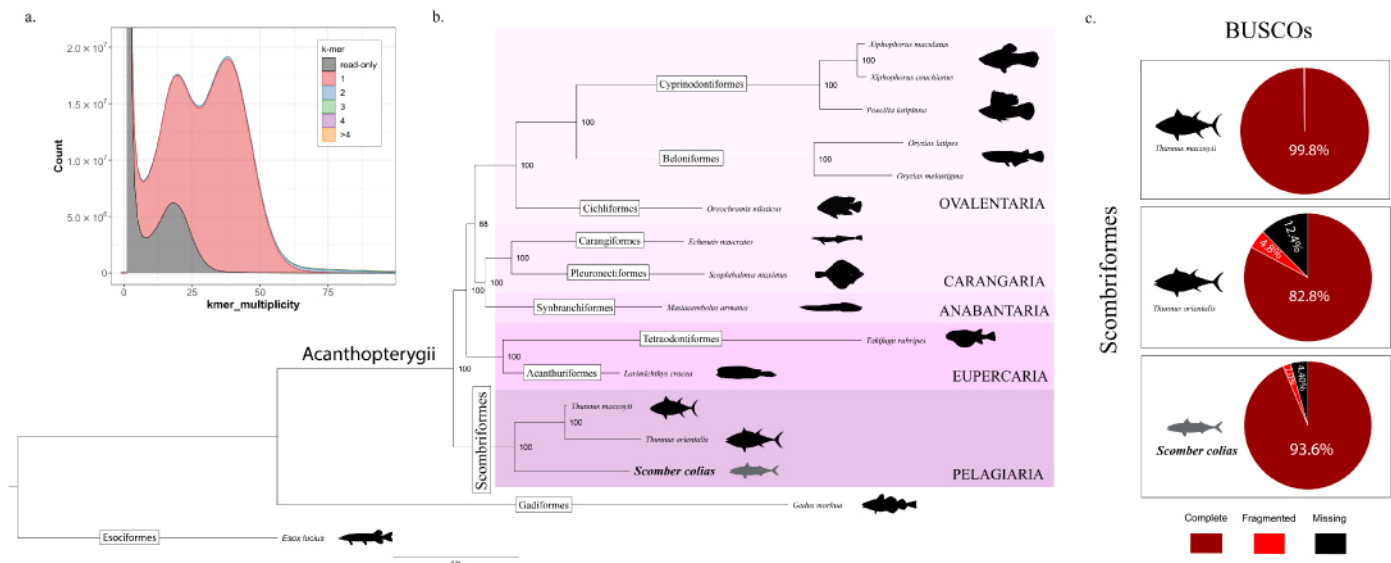 a.
2.0 × 10⁷
1.5 × 10⁷
1.0 × 10⁷
5.0 × 10⁶
0
Count
0
25
50
75
kmer_multiplicity
k-mer
read-only
1
2
3
4
>4
b.
Xiphophorus maculatus
100
Xiphophorus couchianus
Cyprinodontiformes
100
Poecilia latipinna
100
Oryzias latipes
Beloniformes
100
Oryzias melastigma
100
Cichliformes
Oreochromis niloticus
OVALENTARIA
88
Carangiformes
Echeneis naucrates
100
Pleuronectiformes
Scophthalmus maximus
CARANGARIA
100
Synbranchiformes
Mastacembelus armatus
ANABANTARIA
Tetraodontiformes
Takifugu rubripes
Acanthopterygii
100
100
Acanthuriformes
Larimichthys crocea
EUPERCARIA
Scombriformes
Thunnus maccoyii
100
Thunnus orientalis
100
Scomber colias
PELAGIARIA
Gadiformes
Gadus morhua
Esociformes
Esox lucius
c.
BUSCOs
Scombriformes
Thunnus maccoyii
99.8%
12.4%
4.8%
Thunnus orientalis
82.8%
4.40%
Scomber colias
93.6%
Complete
Fragmented
Missing